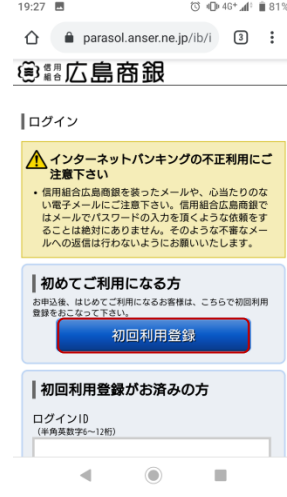 19:27 4G+ 81%
parasol.anser.ne.jp/ib/i 3
信用組合広島商銀
ログイン
インターネットバンキングの不正利用にご
注意下さい
・信用組合広島商銀を装ったメールや、心当たりのな
い電子メールにご注意下さい。信用組合広島商銀で
はメールでパスワードの入力を頂くような依頼をす
ることは絶対にありません。そのような不審なメー
ルへの返信は行わないようにお願いいたします。
初めてご利用になる方
お申込後、はじめてご利用になるお客様は、こちらで初回利用
登録をおこなって下さい。
初回利用登録
初回利用登録がお済みの方
ログインID
（半角英数字6～12桁）